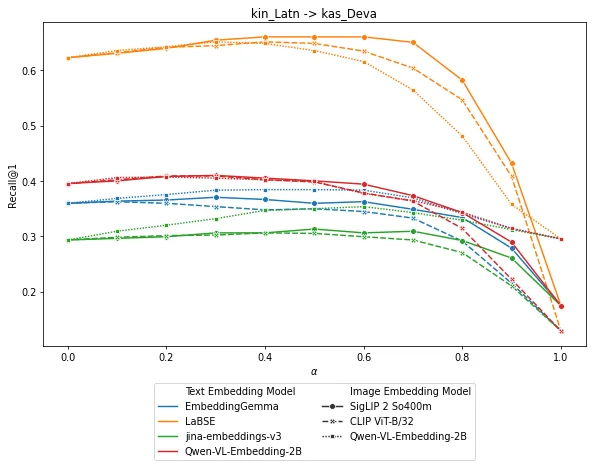 kin_Latn -> kas_Deva
Recall@1
0.6
0.5
0.4
0.3
0.2
0.0 0.2 0.4 0.6 0.8 1.0
α
Text Embedding Model Image Embedding Model
EmbeddingGemma SigLIP 2 So400m
LaBSE CLIP ViT-B/32
jina-embeddings-v3 Qwen-VL-Embedding-2B
Qwen-VL-Embedding-2B